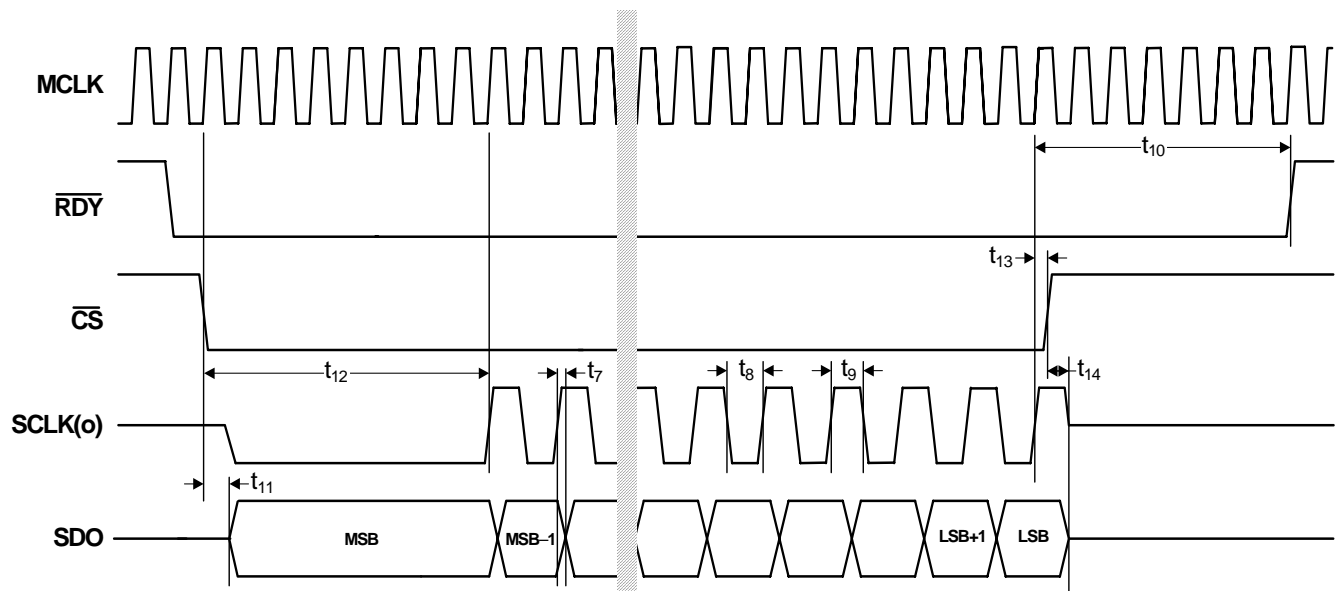 MCLK
t10
RDY
t13
CS
t12
t7
t8
t9
t14
SCLK(o)
t11
SDO
MSB
MSB–1
LSB+1
LSB